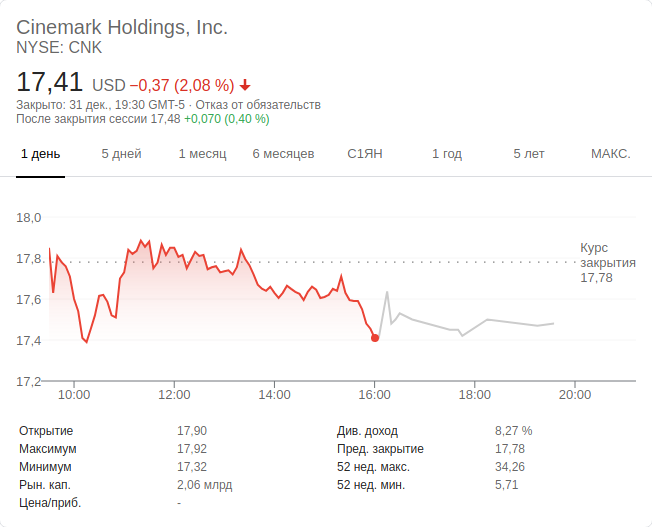 Cinemark Holdings, Inc.
NYSE: CNK
17,41 USD −0,37 (2,08 %)
Закрыто: 31 дек., 19:30 GMT-5 · Отказ от обязательств
После закрытия сессии 17,48 +0,070 (0,40 %)
1 день 5 дней 1 месяц 6 месяцев С1ЯН 1 год 5 лет МАКС.
18,0
17,8
17,6
17,4
17,2
Курс
закрытия
17,78
10:00 12:00 14:00 16:00 18:00 20:00
Открытие 17,90 Див. доход 8,27 %
Максимум 17,92 Пред. закрытие 17,78
Минимум 17,32 52 нед. макс. 34,26
Рын. кап. 2,06 млрд 52 нед. мин. 5,71
Цена/приб. -